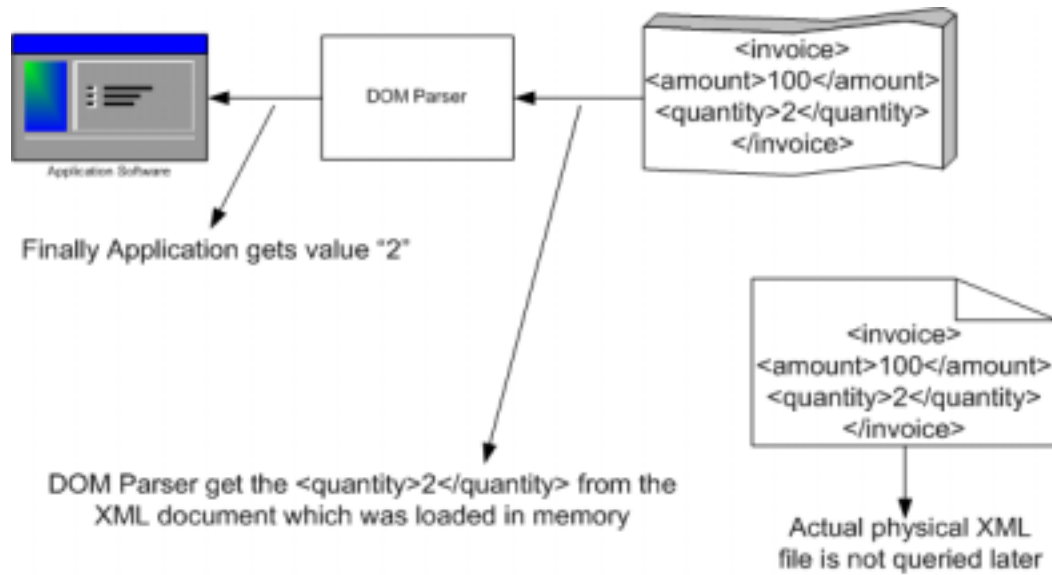 <invoice>
<amount>100</amount>
<quantity>2</quantity>
</invoice>
DOM Parser
Application Software
Finally Application gets value “2”
<invoice>
<amount>100</amount>
<quantity>2</quantity>
</invoice>
DOM Parser get the <quantity>2</quantity> from the
XML document which was loaded in memory
Actual physical XML
file is not queried later